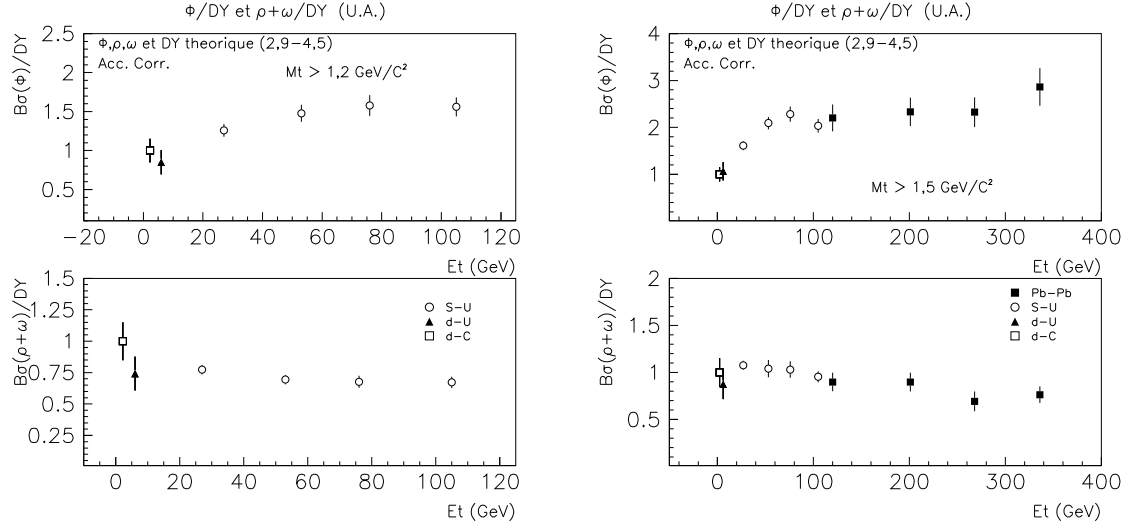 Φ/DY et ρ+ω/DY (U.A.)
Bσ(Φ)/DY
2.5
2
1.5
1
0.5
Φ,ρ,ω et DY theorique (2,9−4,5)
Acc. Corr.
Mt > 1,2 GeV/C²
−20 0 20 40 60 80 100 120
Et (GeV)
Φ/DY et ρ+ω/DY (U.A.)
Bσ(Φ)/DY
4
3
2
1
Φ,ρ,ω et DY theorique (2,9−4,5)
Acc. Corr.
Mt > 1,5 GeV/C²
0 100 200 300 400
Et (GeV)
Bσ(ρ+ω)/DY
1.5
1.25
1
0.75
0.5
0.25
S−U
d−U
d−C
0 20 40 60 80 100 120
Et (GeV)
Bσ(ρ+ω)/DY
2
1.5
1
0.5
Pb−Pb
S−U
d−U
d−C
0 100 200 300 400
Et (GeV)